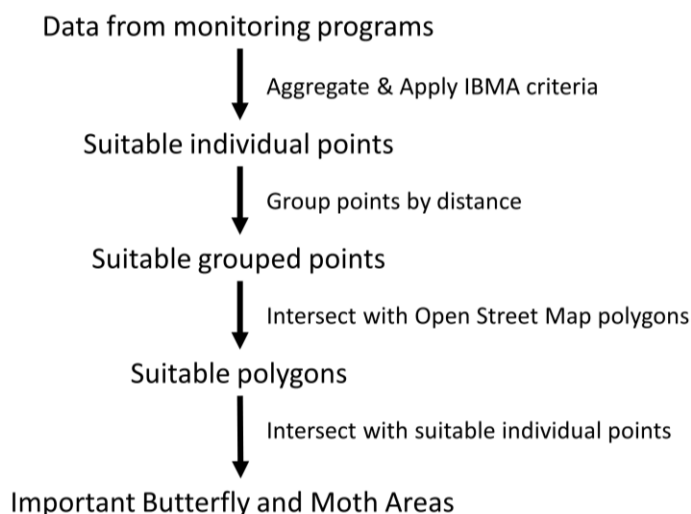 Data from monitoring programs
Aggregate & Apply IBMA criteria
Suitable individual points
Group points by distance
Suitable grouped points
Intersect with Open Street Map polygons
Suitable polygons
Intersect with suitable individual points
Important Butterfly and Moth Areas